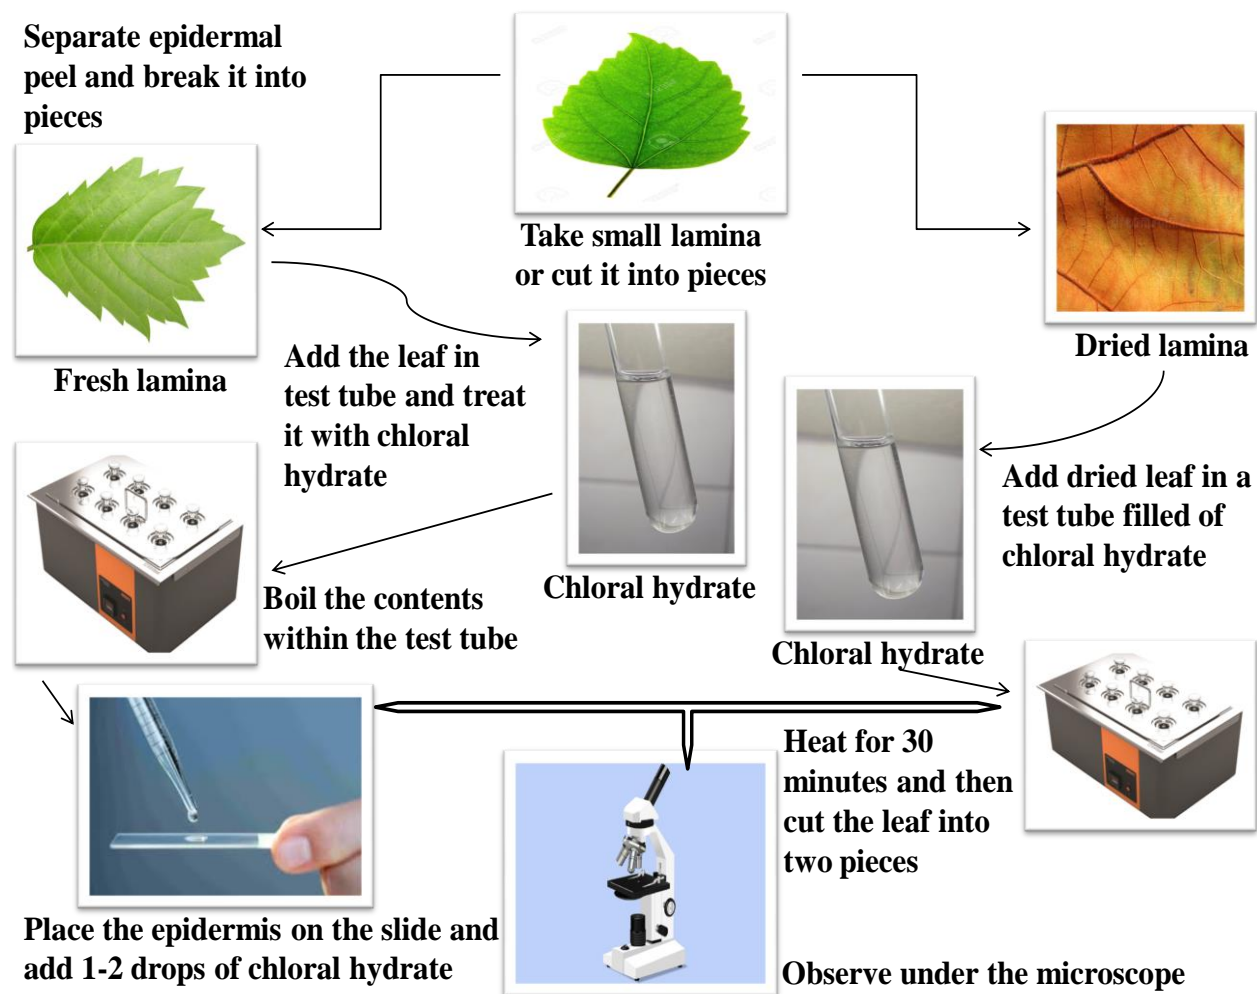 Separate epidermal
peel and break it into
pieces
Take small lamina
or cut it into pieces
Fresh lamina
Dried lamina
Add the leaf in
test tube and treat
it with chloral
hydrate
Chloral hydrate
Add dried leaf in a
test tube filled of
chloral hydrate
Chloral hydrate
Boil the contents
within the test tube
Heat for 30
minutes and then
cut the leaf into
two pieces
Place the epidermis on the slide and
add 1-2 drops of chloral hydrate
Observe under the microscope